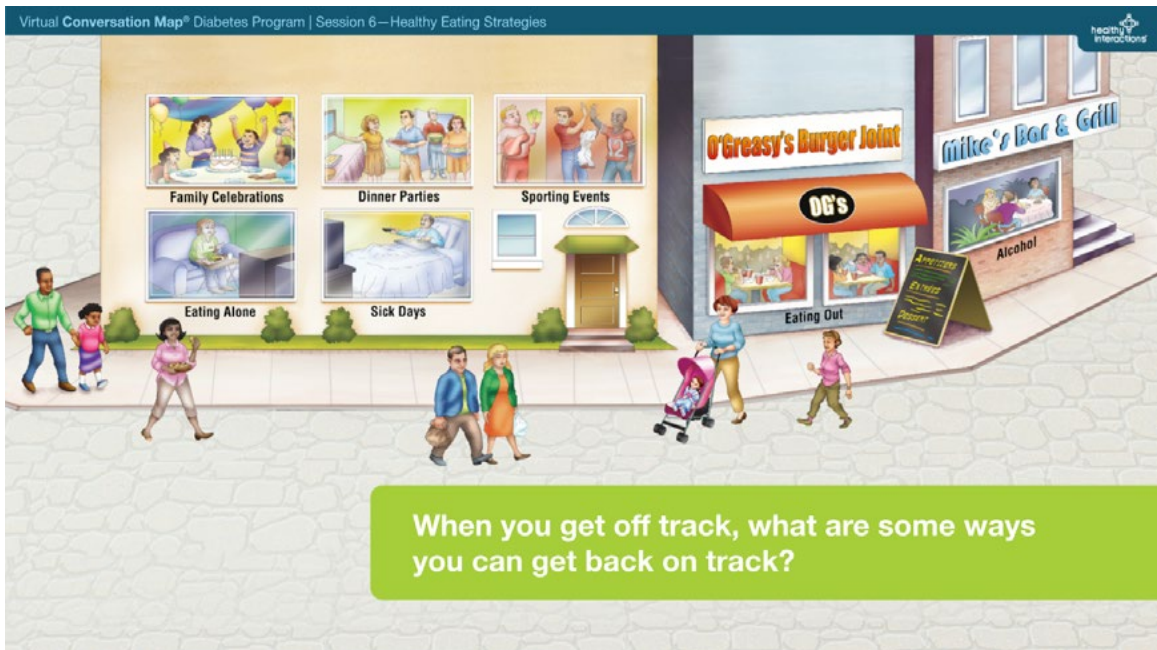 Virtual Conversation Map® Diabetes Program | Session 6—Healthy Eating Strategies
healthy
interactions
O'Greasy's Burger Joint
Mike's Bar & Grill
OG's
Family Celebrations
Dinner Parties
Sporting Events
Alcohol
Appetizers
Entrées
Dessert
Eating Alone
Sick Days
Eating Out
When you get off track, what are some ways
you can get back on track?